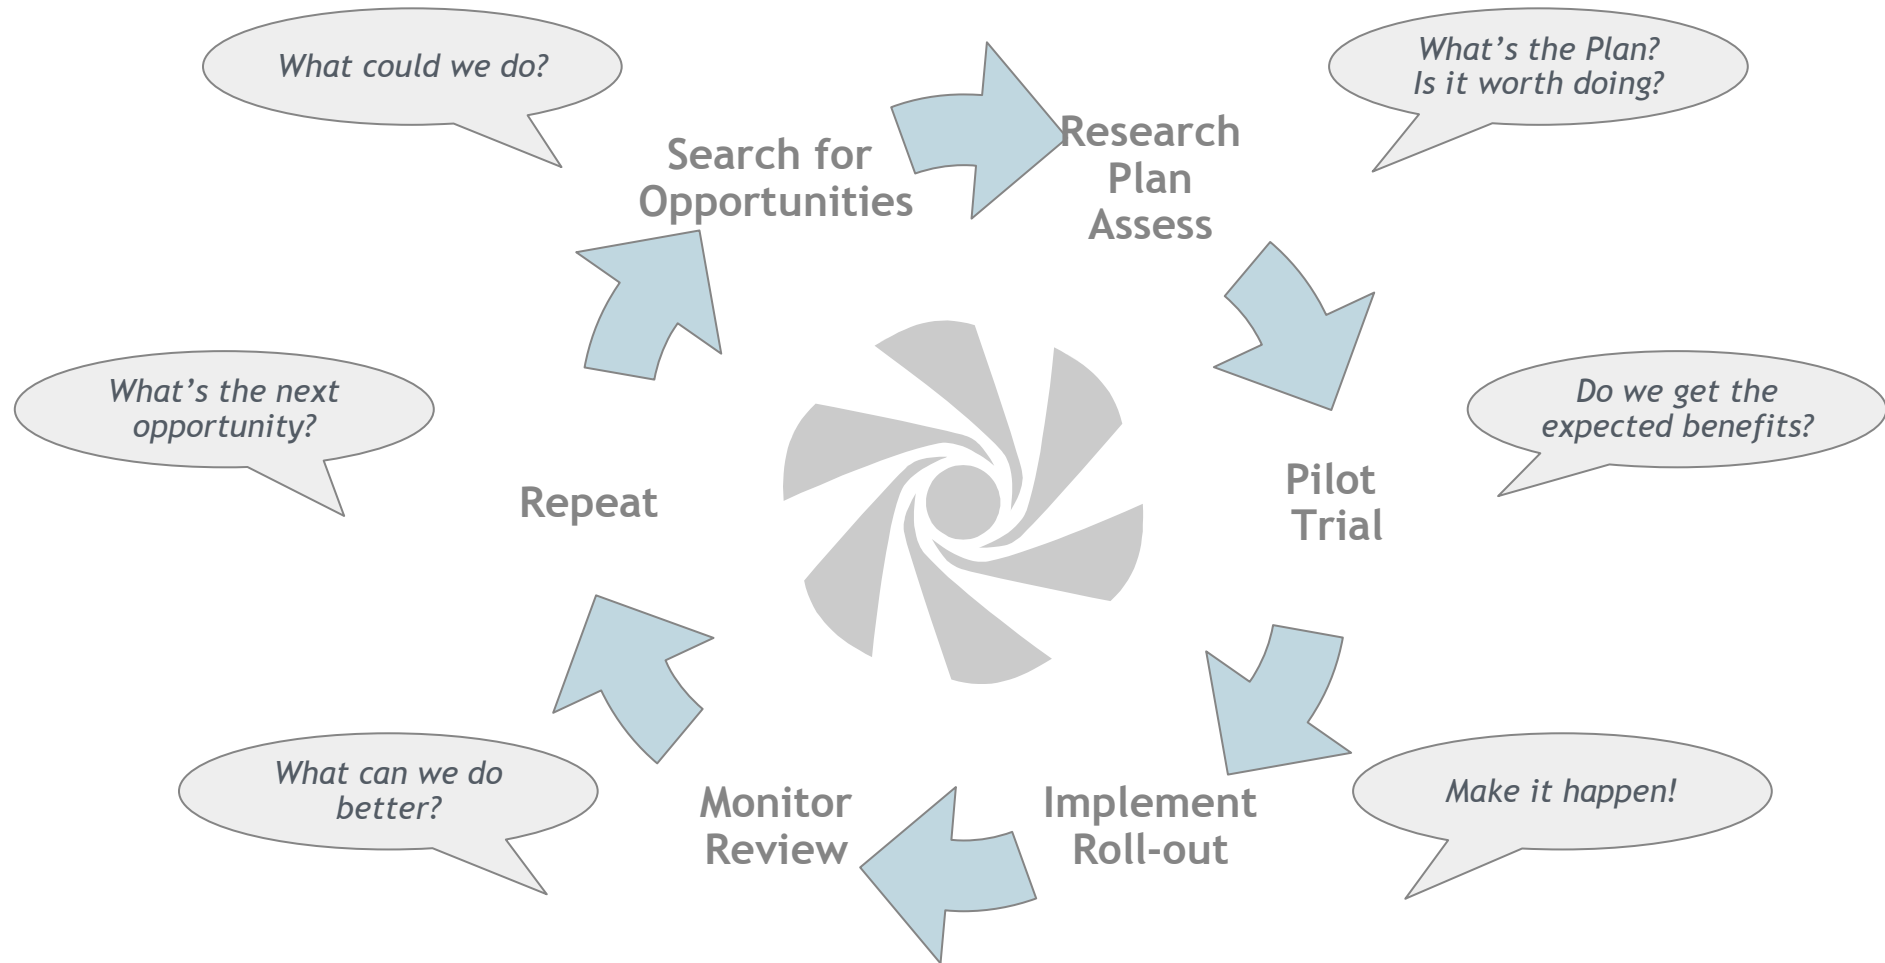 What could we do?
Search for
Opportunities
What’s the Plan?
Is it worth doing?
Research
Plan
Assess
Do we get the
expected benefits?
Pilot
Trial
Make it happen!
Implement
Roll-out
What can we do
better?
Monitor
Review
What’s the next
opportunity?
Repeat